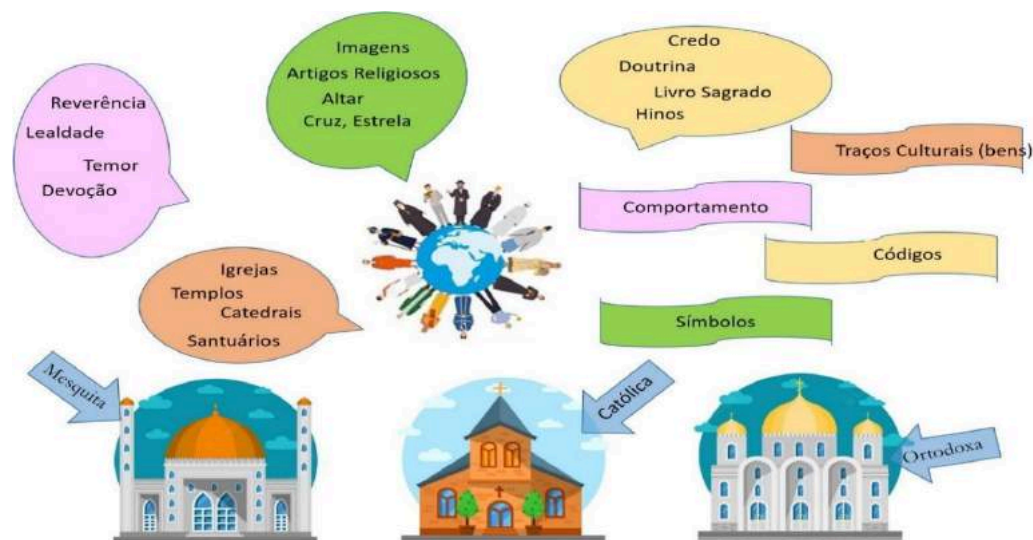 Reverência
Lealdade
Temor
Devoção
Imagens
Artigos Religiosos
Altar
Cruz, Estrela
Credo
Doutrina
Livro Sagrado
Hinos
Traços Culturais (bens)
Comportamento
Códigos
Símbolos
Igrejas
Templos
Catedrais
Santuários
Mesquita
Católica
Ortodoxa